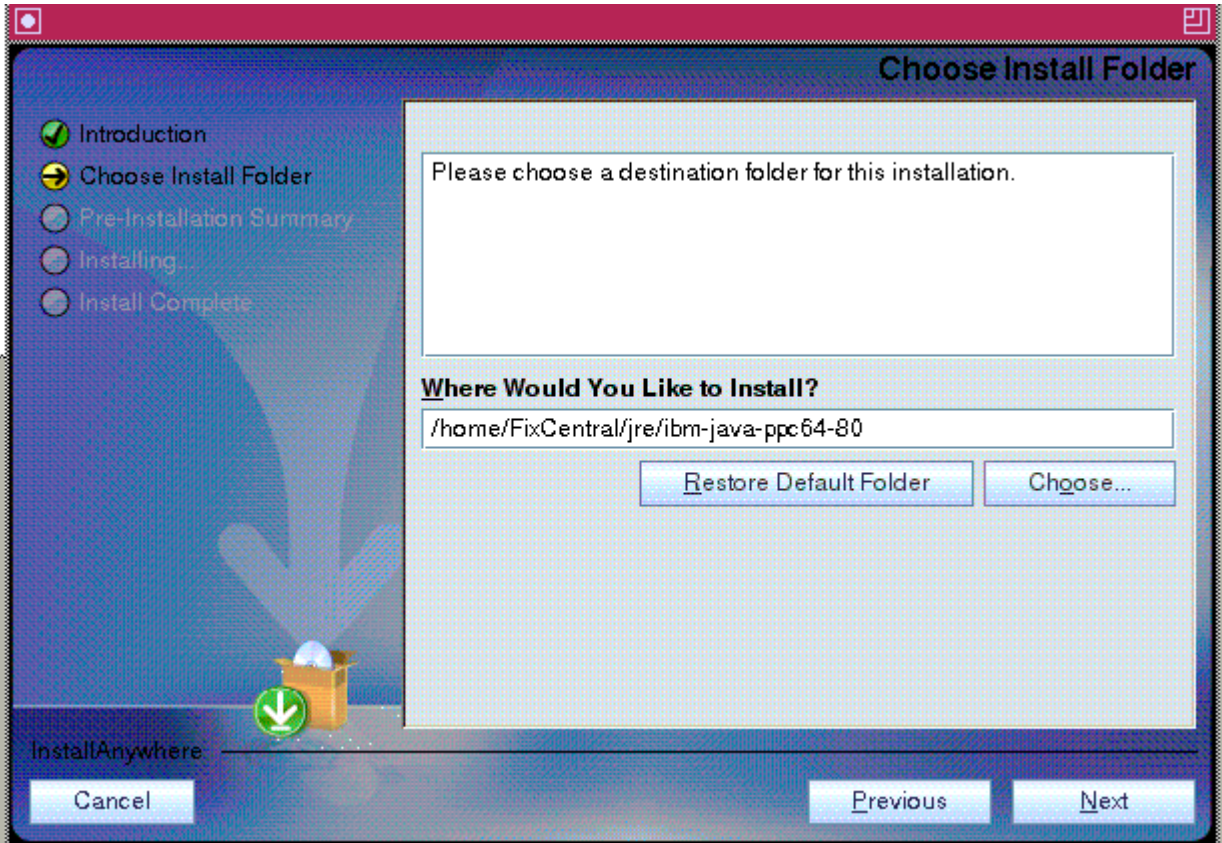 Choose Install Folder
Introduction
Choose Install Folder
Pre-Installation Summary
Installing...
Install Complete
Please choose a destination folder for this installation.
Where Would You Like to Install?
/home/FixCentral/jre/ibm-java-ppc64-80
Restore Default Folder
Choose...
InstallAnywhere
Cancel
Previous
Next